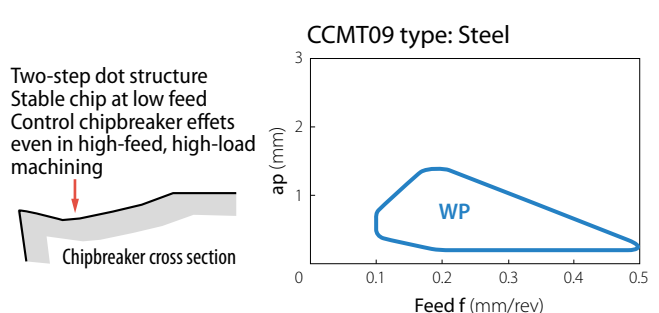 CCMT09 type: Steel
Two-step dot structure
Stable chip at low feed
Control chipbreaker effets
even in high-feed, high-load
machining
Chipbreaker cross section
3
2
1
0
ap (mm)
WP
0.1
0.2
0.3
0.4
0.5
Feed f (mm/rev)